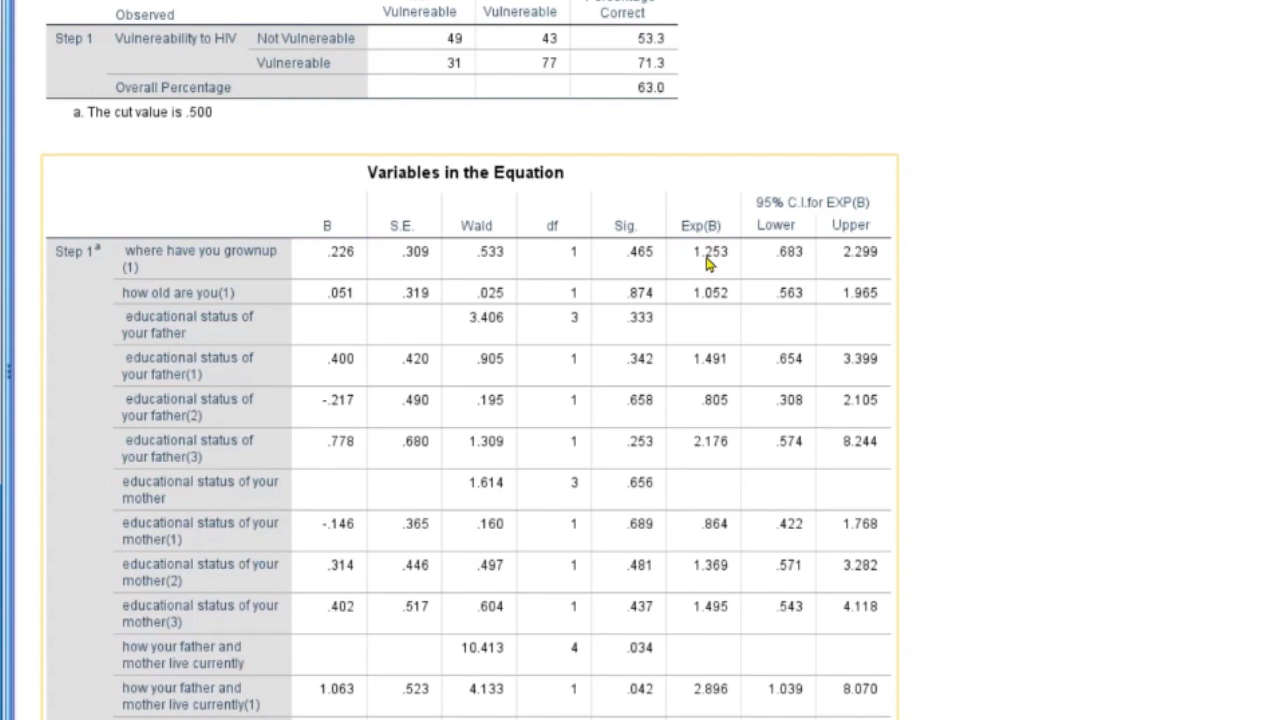 Observed Vulnereable Vulnereable Correct
Step 1 Vulnereability to HIV Not Vulnereable 49 43 53.3
Vulnereable 31 77 71.3
Overall Percentage 63.0
a. The cut value is .500
Variables in the Equation
95% C.I.for EXP(B)
B S.E. Wald df Sig. Exp(B) Lower Upper
Step 1a where have you grownup .226 .309 .533 1 .465 1.253 .683 2.299
(1)
how old are you(1) .051 .319 .025 1 .874 1.052 .563 1.965
educational status of 3.406 3 .333
your father
educational status of .400 .420 .905 1 .342 1.491 .654 3.399
your father(1)
educational status of -.217 .490 .195 1 .658 .805 .308 2.105
your father(2)
educational status of .778 .680 1.309 1 .253 2.176 .574 8.244
your father(3)
educational status of your 1.614 3 .656
mother
educational status of your -.146 .365 .160 1 .689 .864 .422 1.768
mother(1)
educational status of your .314 .446 .497 1 .481 1.369 .571 3.282
mother(2)
educational status of your .402 .517 .604 1 .437 1.495 .543 4.118
mother(3)
how your father and 10.413 4 .034
mother live currently
how your father and 1.063 .523 4.133 1 .042 2.896 1.039 8.070
mother live currently(1)